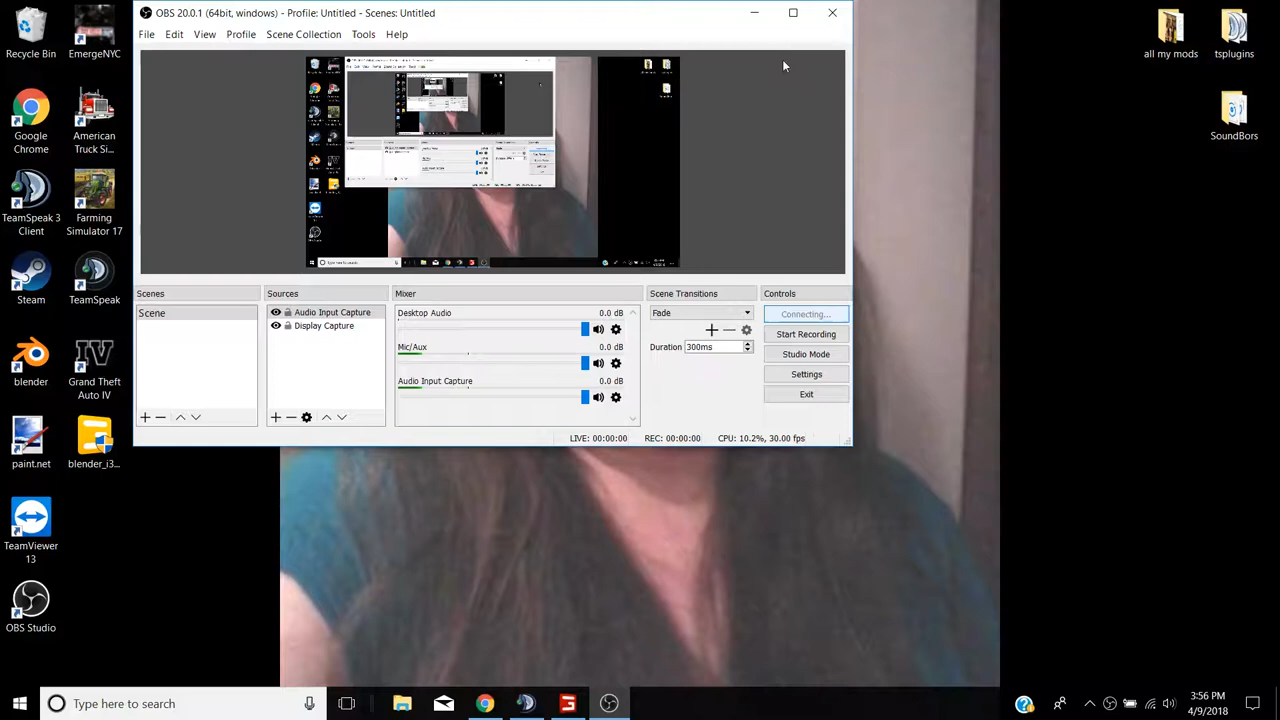 OBS 20.0.1 (64bit, windows) - Profile: Untitled - Scenes: Untitled
File Edit View Profile Scene Collection Tools Help
Scenes
Scene
Sources
Audio Input Capture
Display Capture
Mixer
Desktop Audio 0.0 dB
Mic/Aux 0.0 dB
Audio Input Capture 0.0 dB
Scene Transitions
Fade
Duration 300ms
Controls
Connecting...
Start Recording
Studio Mode
Settings
Exit
LIVE: 00:00:00 REC: 00:00:00 CPU: 10.2%, 30.00 fps
Recycle Bin
EmergeNYC
Google
Chrome
American
Truck Si...
TeamSpeak 3
Client
Farming
Simulator 17
Steam
TeamSpeak
blender
Grand Theft
Auto IV
paint.net
blender_i3...
TeamViewer
13
OBS Studio
all my mods
tsplugins
SoundBors
Type here to search
3:56 PM
4/9/2018